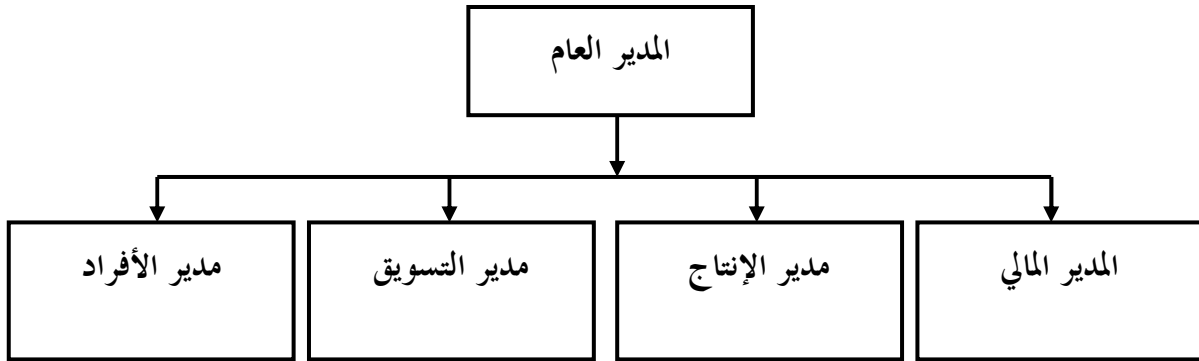 المدير العام
المدير المالي
مدير الإنتاج
مدير التسويق
مدير الأفراد